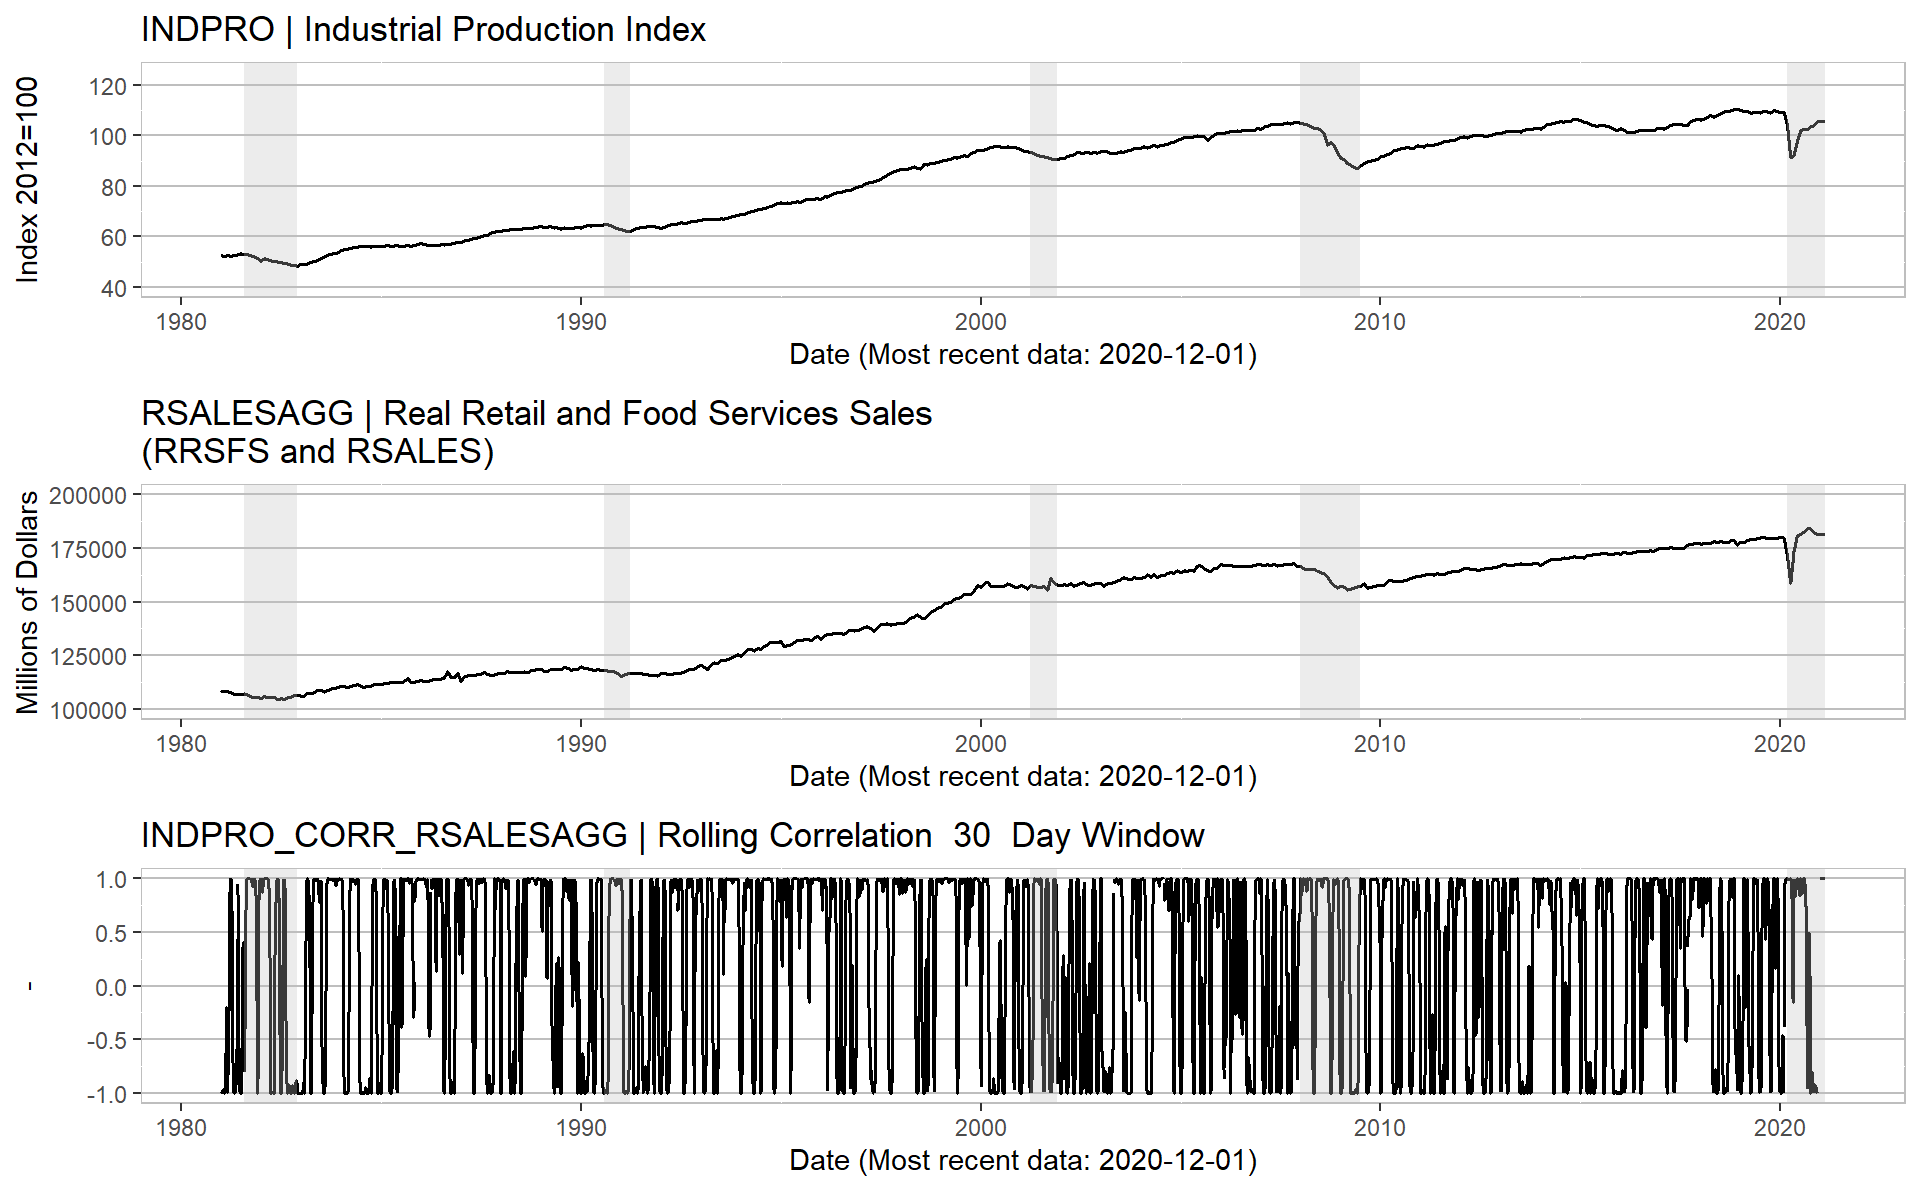 INDPRO | Industrial Production Index
Index 2012=100
120
100
80
60
40
1980 1990 2000 2010 2020
Date (Most recent data: 2020-12-01)
RSALESAGG | Real Retail and Food Services Sales
(RRSFS and RSALES)
Millions of Dollars
200000
175000
150000
125000
100000
1980 1990 2000 2010 2020
Date (Most recent data: 2020-12-01)
INDPRO_CORR_RSALESAGG | Rolling Correlation  30  Day Window
-
1.0
0.5
0.0
-0.5
-1.0
1980 1990 2000 2010 2020
Date (Most recent data: 2020-12-01)